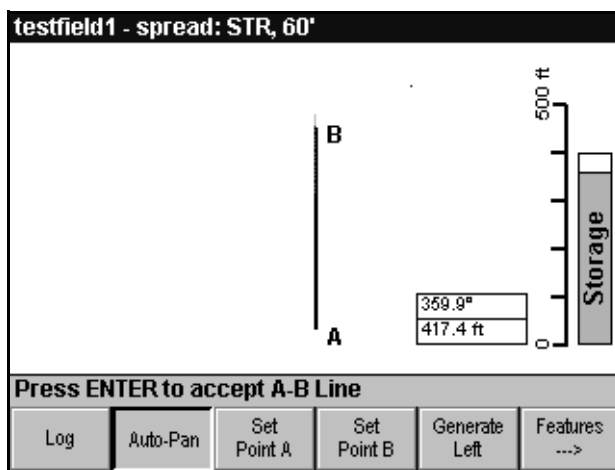 testfield1 - spread: STR, 60'
500 ft
B
Storage
359.9°
417.4 ft
A
0
Press ENTER to accept A-B Line
Log
Auto-Pan
Set
Point A
Set
Point B
Generate
Left
Features
--->